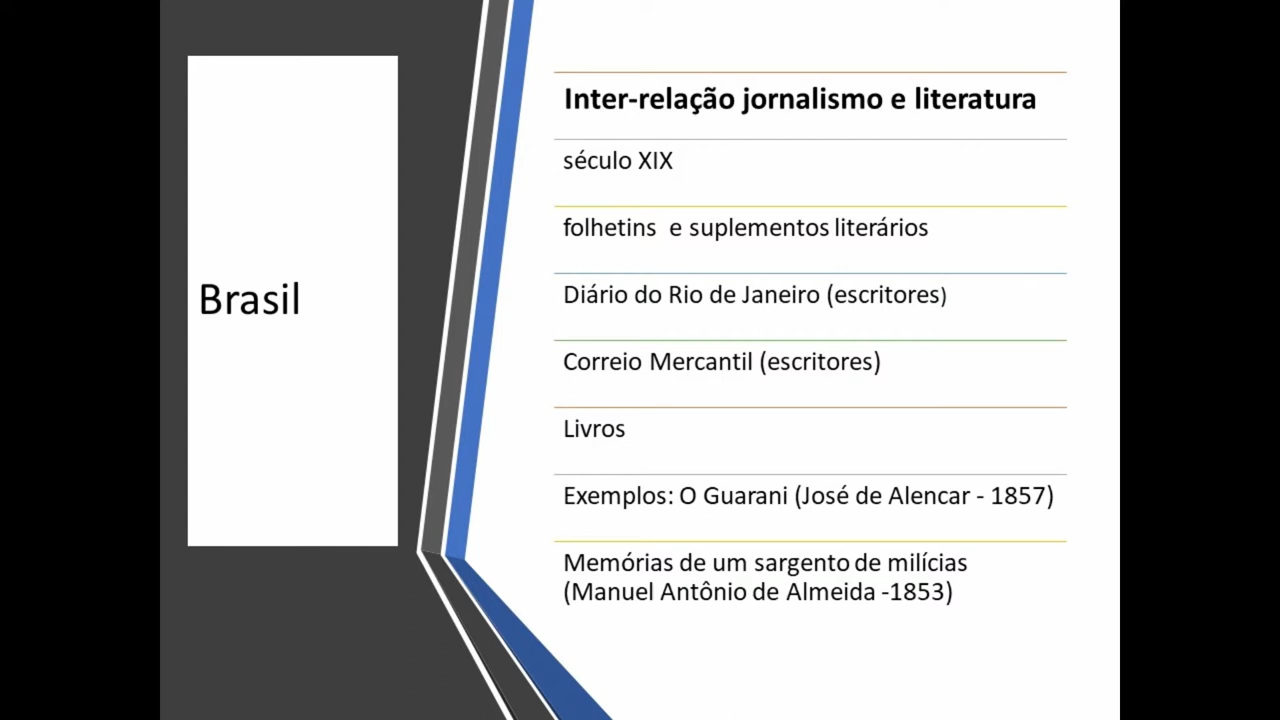 Brasil
Inter-relação jornalismo e literatura
século XIX
folhetins  e suplementos literários
Diário do Rio de Janeiro (escritores)
Correio Mercantil (escritores)
Livros
Exemplos: O Guarani (José de Alencar - 1857)
Memórias de um sargento de milícias
(Manuel Antônio de Almeida -1853)